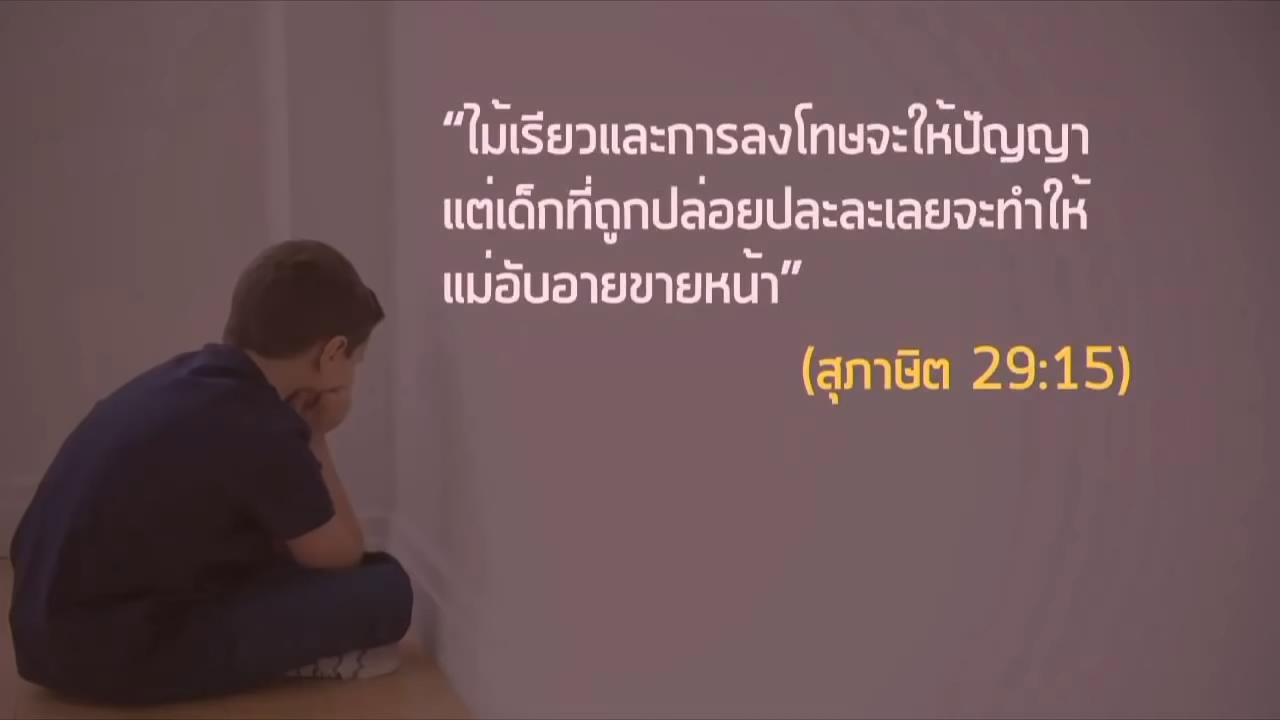 “ไม้เรียวและการลงโทษจะให้ปัญญา
แต่เด็กที่ถูกปล่อยปละละเลยจะทำให้
แม่อับอายขายหน้า”
(สุภาษิต 29:15)